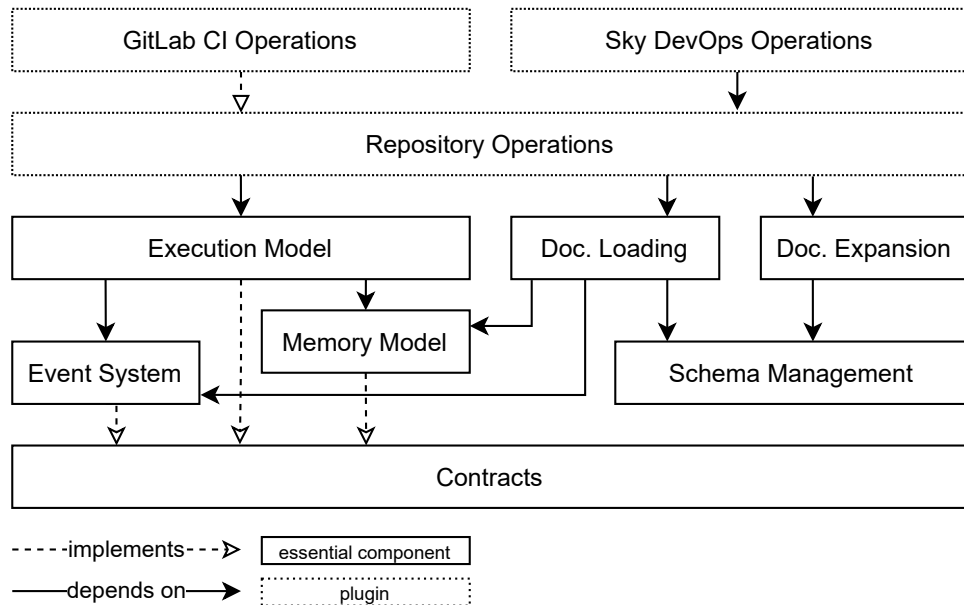 GitLab CI Operations
Sky DevOps Operations
Repository Operations
Execution Model
Doc. Loading
Doc. Expansion
Memory Model
Event System
Schema Management
Contracts
implements
essential component
depends on
plugin